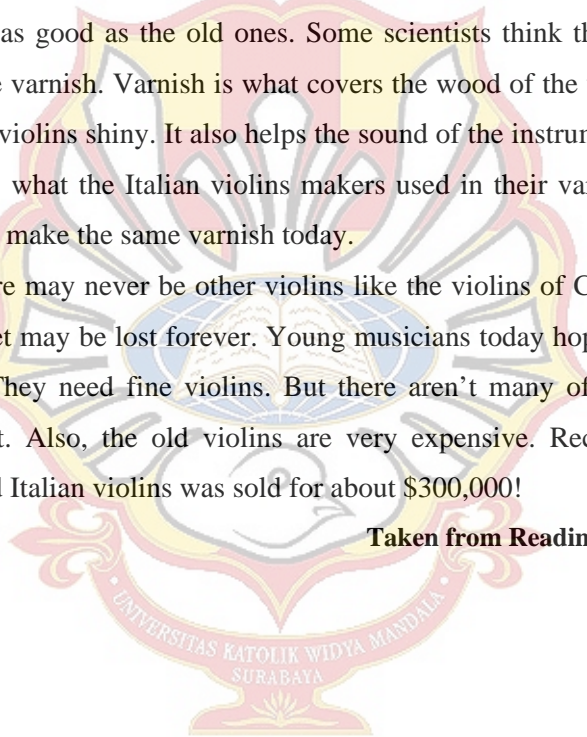 as good as the old ones. Some scientists think th
varnish. Varnish is what covers the wood of the
violins shiny. It also helps the sound of the instrum
what the Italian violins makers used in their va
make the same varnish today.
re may never be other violins like the violins of C
et may be lost forever. Young musicians today hop
They need fine violins. But there aren't many of
t. Also, the old violins are very expensive. Rec
d Italian violins was sold for about $300,000!
Taken from Readin
UNIVERSITAS KATOLIK WIDYA MANDALA
SURABAYA